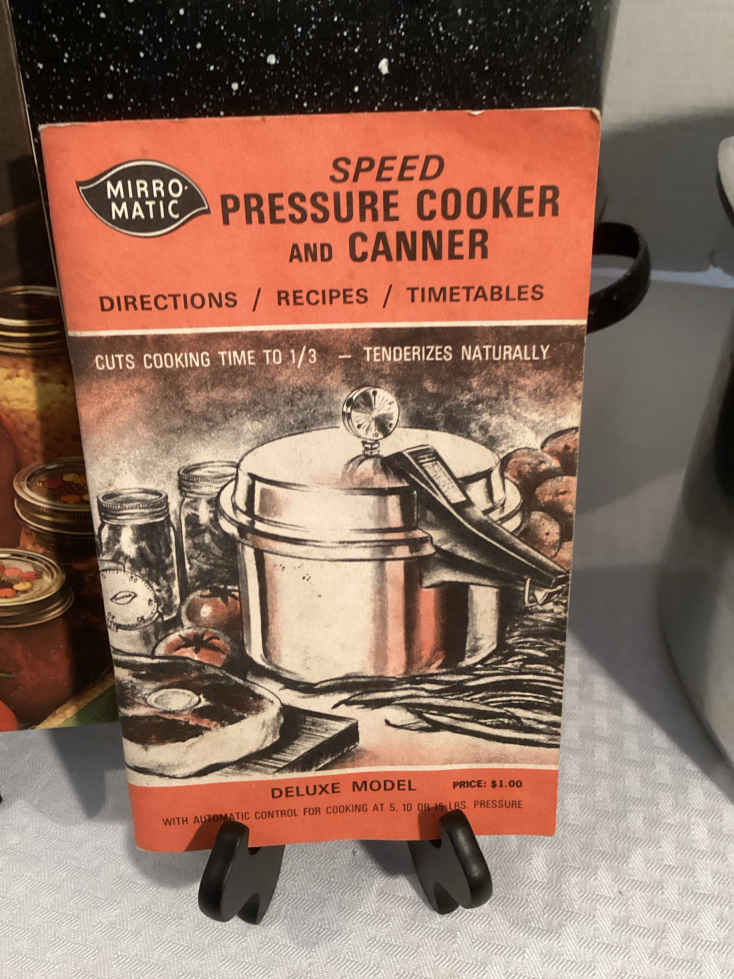 MIRRO-
MATIC
SPEED
PRESSURE COOKER
AND CANNER
DIRECTIONS / RECIPES / TIMETABLES
CUTS COOKING TIME TO 1/3 — TENDERIZES NATURALLY
DELUXE MODEL PRICE: $1.00
WITH AUTOMATIC CONTROL FOR COOKING AT 5, 10 OR 15 LBS. PRESSURE